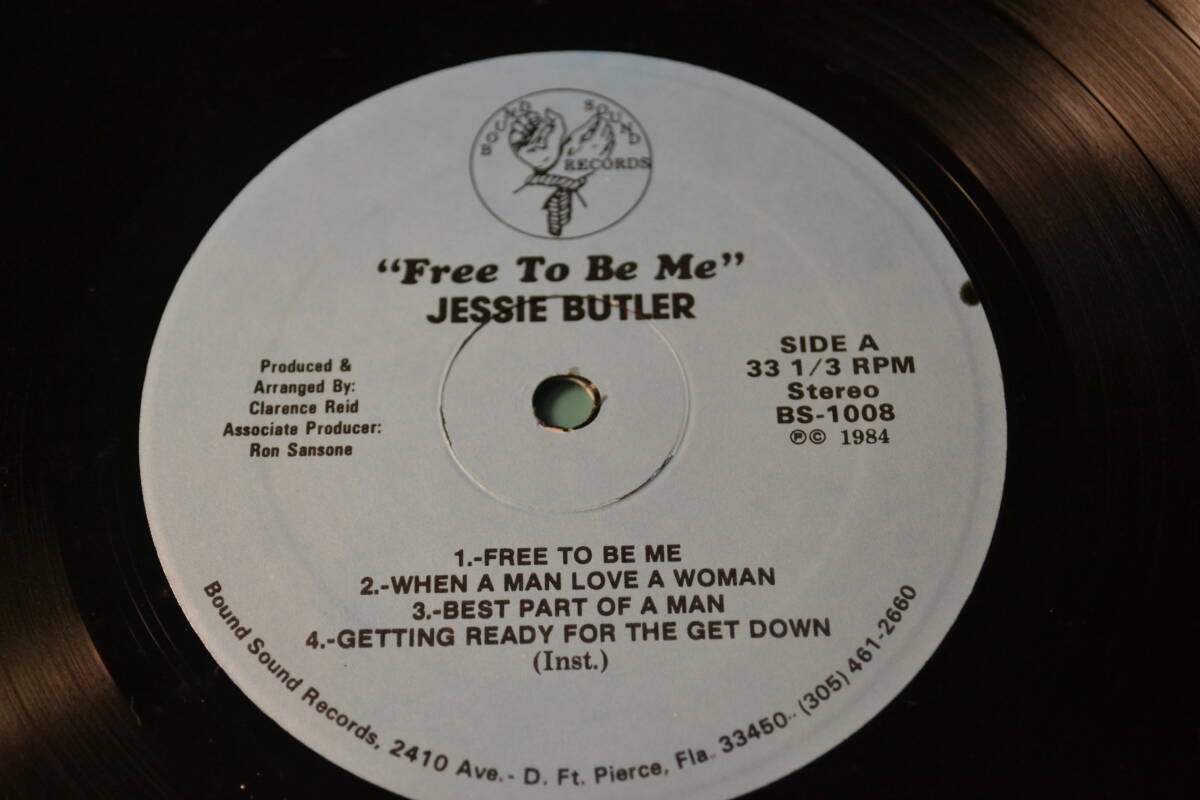 BOUND SOUND
RECORDS
"Free To Be Me"
JESSIE BUTLER
Produced &
Arranged By:
Clarence Reid
Associate Producer:
Ron Sansone
SIDE A
33 1/3 RPM
Stereo
BS-1008
℗© 1984
1.-FREE TO BE ME
2.-WHEN A MAN LOVE A WOMAN
3.-BEST PART OF A MAN
4.-GETTING READY FOR THE GET DOWN
(Inst.)
Bound Sound Records, 2410 Ave.- D. Ft. Pierce, Fla.. 33450.. (305) 461-2660